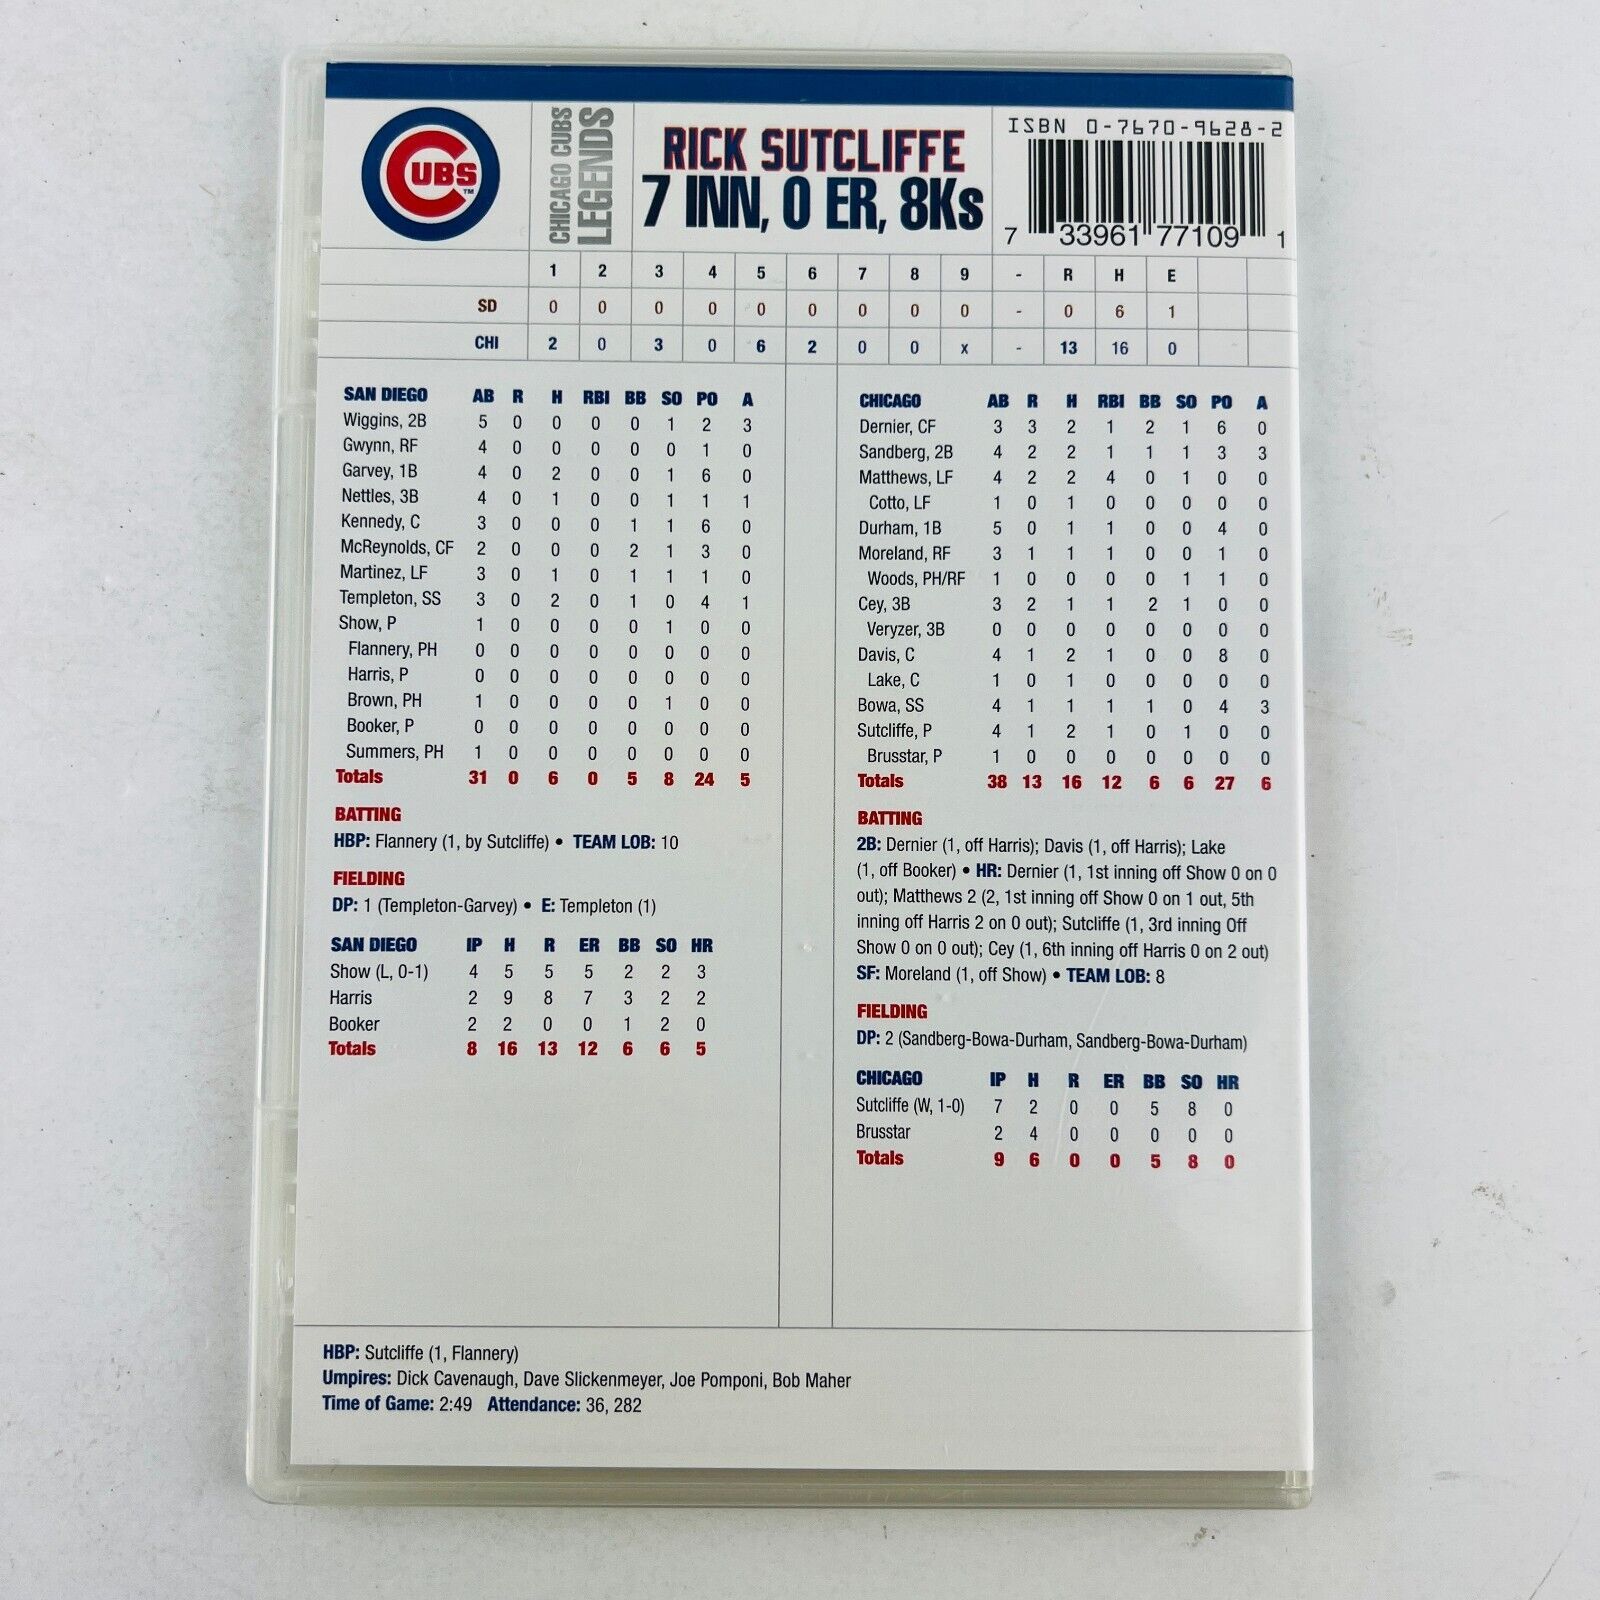 CUBS™
CHICAGO CUBS
LEGENDS
RICK SUTCLIFFE
7 INN, 0 ER, 8Ks
ISBN 0-7670-9628-2
7 33961 77109 1
1 2 3 4 5 6 7 8 9 - R H E
SD 0 0 0 0 0 0 0 0 0 - 0 6 1
CHI 2 0 3 0 6 2 0 0 x - 13 16 0
SAN DIEGO AB R H RBI BB SO PO A
Wiggins, 2B 5 0 0 0 0 1 2 3
Gwynn, RF 4 0 0 0 0 0 1 0
Garvey, 1B 4 0 2 0 0 1 6 0
Nettles, 3B 4 0 1 0 0 1 1 1
Kennedy, C 3 0 0 0 1 1 6 0
McReynolds, CF 2 0 0 0 2 1 3 0
Martinez, LF 3 0 1 0 1 1 1 0
Templeton, SS 3 0 2 0 1 0 4 1
Show, P 1 0 0 0 0 1 0 0
Flannery, PH 0 0 0 0 0 0 0 0
Harris, P 0 0 0 0 0 0 0 0
Brown, PH 1 0 0 0 0 1 0 0
Booker, P 0 0 0 0 0 0 0 0
Summers, PH 1 0 0 0 0 0 0 0
Totals 31 0 6 0 5 8 24 5
BATTING
HBP: Flannery (1, by Sutcliffe) • TEAM LOB: 10
FIELDING
DP: 1 (Templeton-Garvey) • E: Templeton (1)
SAN DIEGO IP H R ER BB SO HR
Show (L, 0-1) 4 5 5 5 2 2 3
Harris 2 9 8 7 3 2 2
Booker 2 2 0 0 1 2 0
Totals 8 16 13 12 6 6 5
CHICAGO AB R H RBI BB SO PO A
Dernier, CF 3 3 2 1 2 1 6 0
Sandberg, 2B 4 2 2 1 1 1 3 3
Matthews, LF 4 2 2 4 0 1 0 0
Cotto, LF 1 0 1 0 0 0 0 0
Durham, 1B 5 0 1 1 0 0 4 0
Moreland, RF 3 1 1 1 0 0 1 0
Woods, PH/RF 1 0 0 0 0 1 1 0
Cey, 3B 3 2 1 1 2 1 0 0
Veryzer, 3B 0 0 0 0 0 0 0 0
Davis, C 4 1 2 1 0 0 8 0
Lake, C 1 0 1 0 0 0 0 0
Bowa, SS 4 1 1 1 1 0 4 3
Sutcliffe, P 4 1 2 1 0 1 0 0
Brusstar, P 1 0 0 0 0 0 0 0
Totals 38 13 16 12 6 6 27 6
BATTING
2B: Dernier (1, off Harris); Davis (1, off Harris); Lake
(1, off Booker) • HR: Dernier (1, 1st inning off Show 0 on 0
out); Matthews 2 (2, 1st inning off Show 0 on 1 out, 5th
inning off Harris 2 on 0 out); Sutcliffe (1, 3rd inning Off
Show 0 on 0 out); Cey (1, 6th inning off Harris 0 on 2 out)
SF: Moreland (1, off Show) • TEAM LOB: 8
FIELDING
DP: 2 (Sandberg-Bowa-Durham, Sandberg-Bowa-Durham)
CHICAGO IP H R ER BB SO HR
Sutcliffe (W, 1-0) 7 2 0 0 5 8 0
Brusstar 2 4 0 0 0 0 0
Totals 9 6 0 0 5 8 0
HBP: Sutcliffe (1, Flannery)
Umpires: Dick Cavenaugh, Dave Slickenmeyer, Joe Pomponi, Bob Maher
Time of Game: 2:49 Attendance: 36, 282